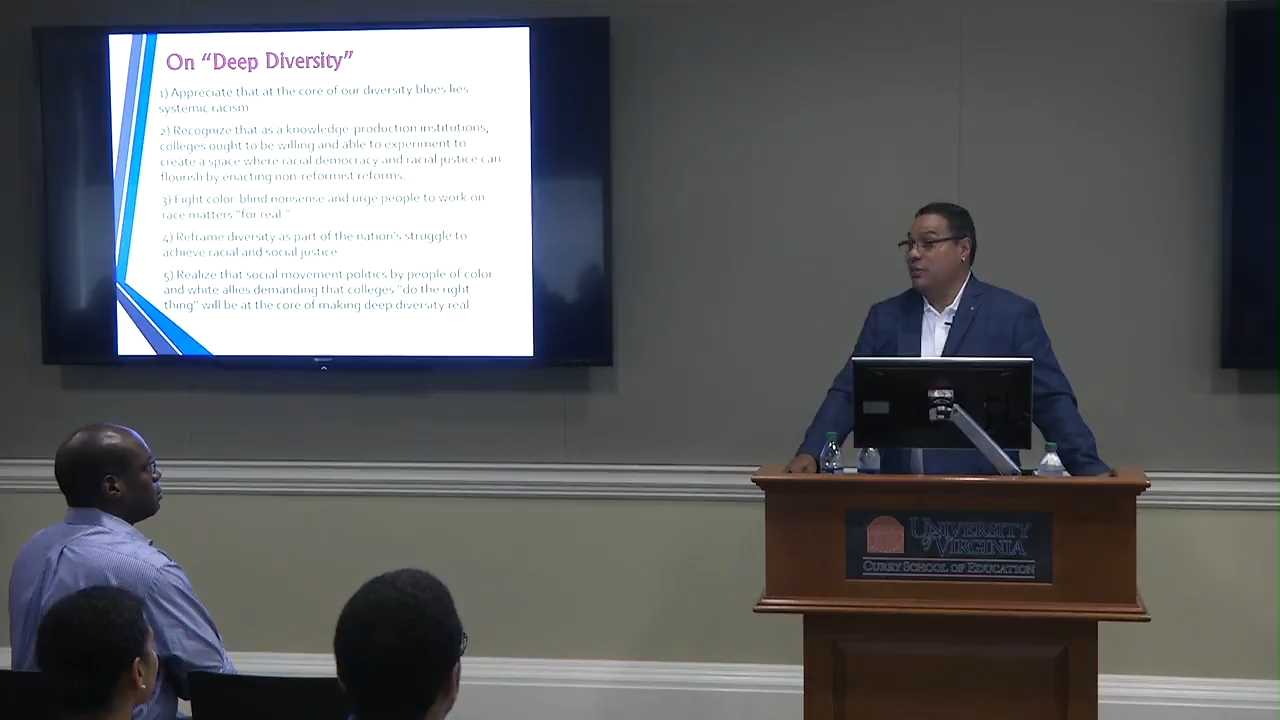 On “Deep Diversity”
1) Appreciate that at the core of our diversity blues lies
systemic racism
2) Recognize that as a knowledge-production institutions,
colleges ought to be willing and able to experiment to
create a space where racial democracy and racial justice can
flourish by enacting non-reformist reforms…
3) Fight color-blind nonsense and urge people to work on
race matters “for real.”
4) Reframe diversity as part of the nation’s struggle to
achieve racial and social justice
5) Realize that social movement politics by people of color
and white allies demanding that colleges “do the right
thing” will be at the core of making deep diversity real
UNIVERSITY
of VIRGINIA
CURRY SCHOOL OF EDUCATION